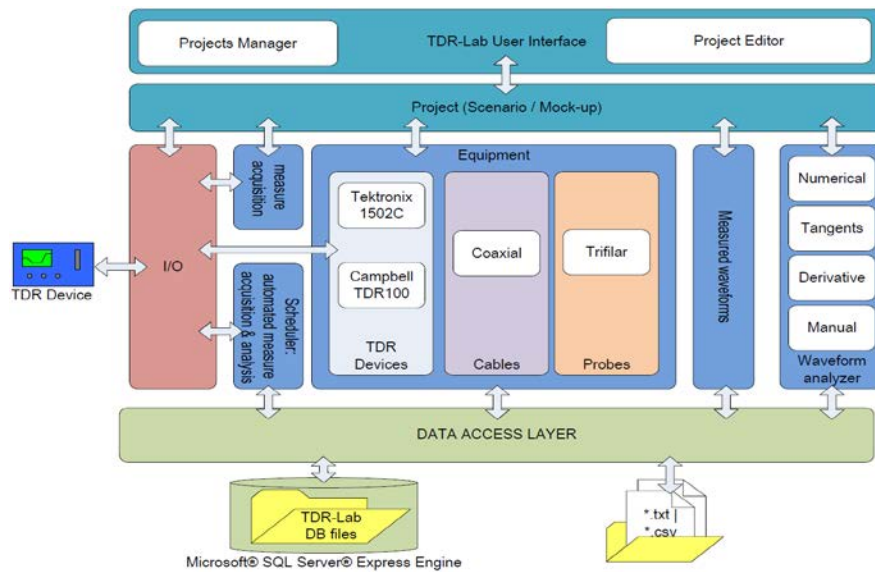 Projects Manager
TDR-Lab User Interface
Project Editor
Project (Scenario / Mock-up)
I/O
measure
acquisition
Scheduler:
automated measure
acquisition & analysis
Equipment
Tektronix
1502C
Campbell
TDR100
TDR
Devices
Coaxial
Cables
Trifilar
Probes
Measured waveforms
Numerical
Tangents
Derivative
Manual
Waveform
analyzer
TDR Device
DATA ACCESS LAYER
TDR-Lab
DB files
Microsoft® SQL Server® Express Engine
*.txt |
*.csv